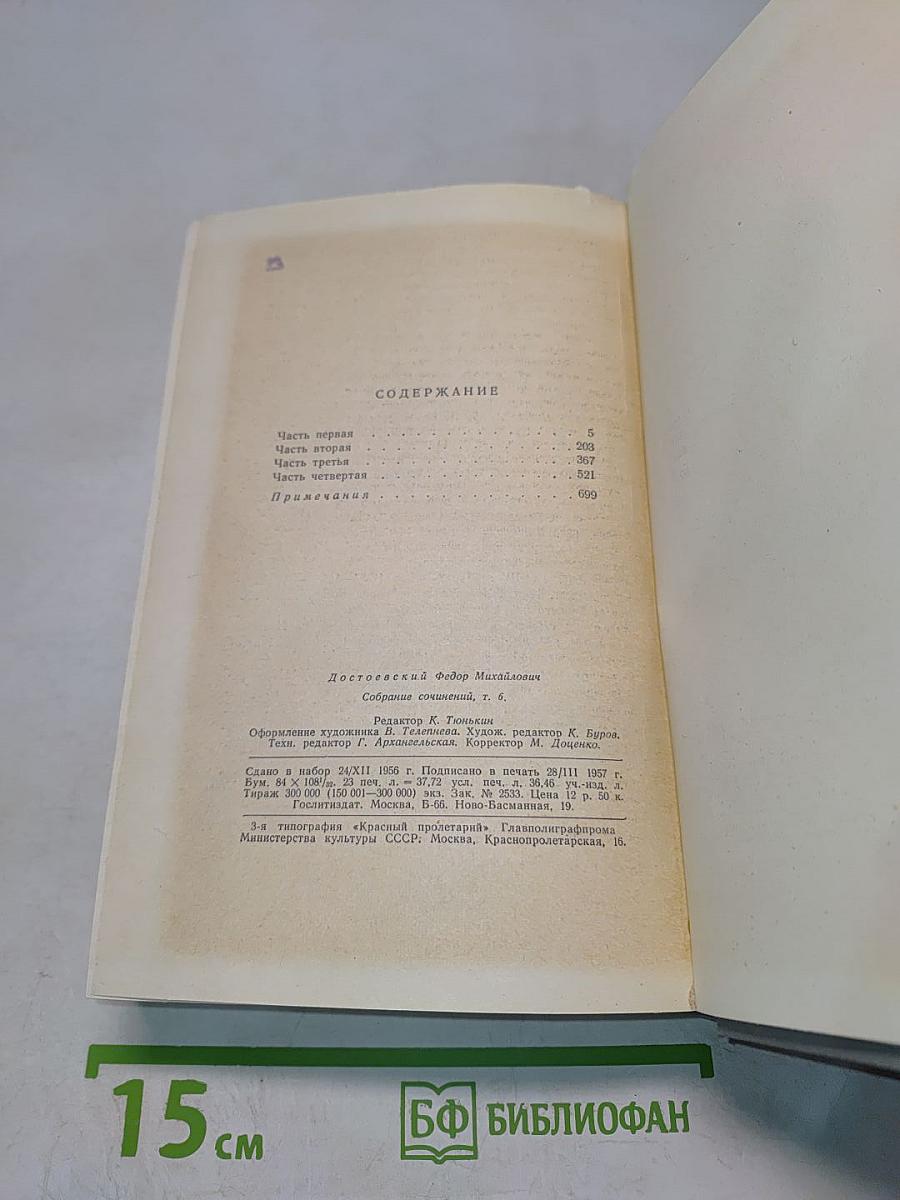 СОДЕРЖАНИЕ
Часть первая . . . . . . . . . . . . . . . 5
Часть вторая . . . . . . . . . . . . . . . 203
Часть третья . . . . . . . . . . . . . . . 367
Часть четвертая . . . . . . . . . . . . . . 521
Примечания . . . . . . . . . . . . . . 699
Достоевский Федор Михайлович
Собрание сочинений, т. 6.
Редактор К. Тюнькин
Оформление художника В. Телепнева. Худож. редактор К. Буров.
Техн. редактор Г. Архангельская. Корректор М. Доценко.
Сдано в набор 24/XII 1956 г. Подписано в печать 28/III 1957 г.
Бум. 84 × 108¹/₃₂. 23 печ. л. = 37,72 усл. печ. л. 36,46 уч.-изд. л.
Тираж 300 000 (150 001—300 000) экз. Зак. № 2533. Цена 12 р. 50 к.
Гослитиздат. Москва, Б-66. Ново-Басманная, 19.
3-я типография «Красный пролетарий» Главполиграфпрома
Министерства культуры СССР. Москва, Краснопролетарская, 16.
15 см
БФ БИБЛИОФАН